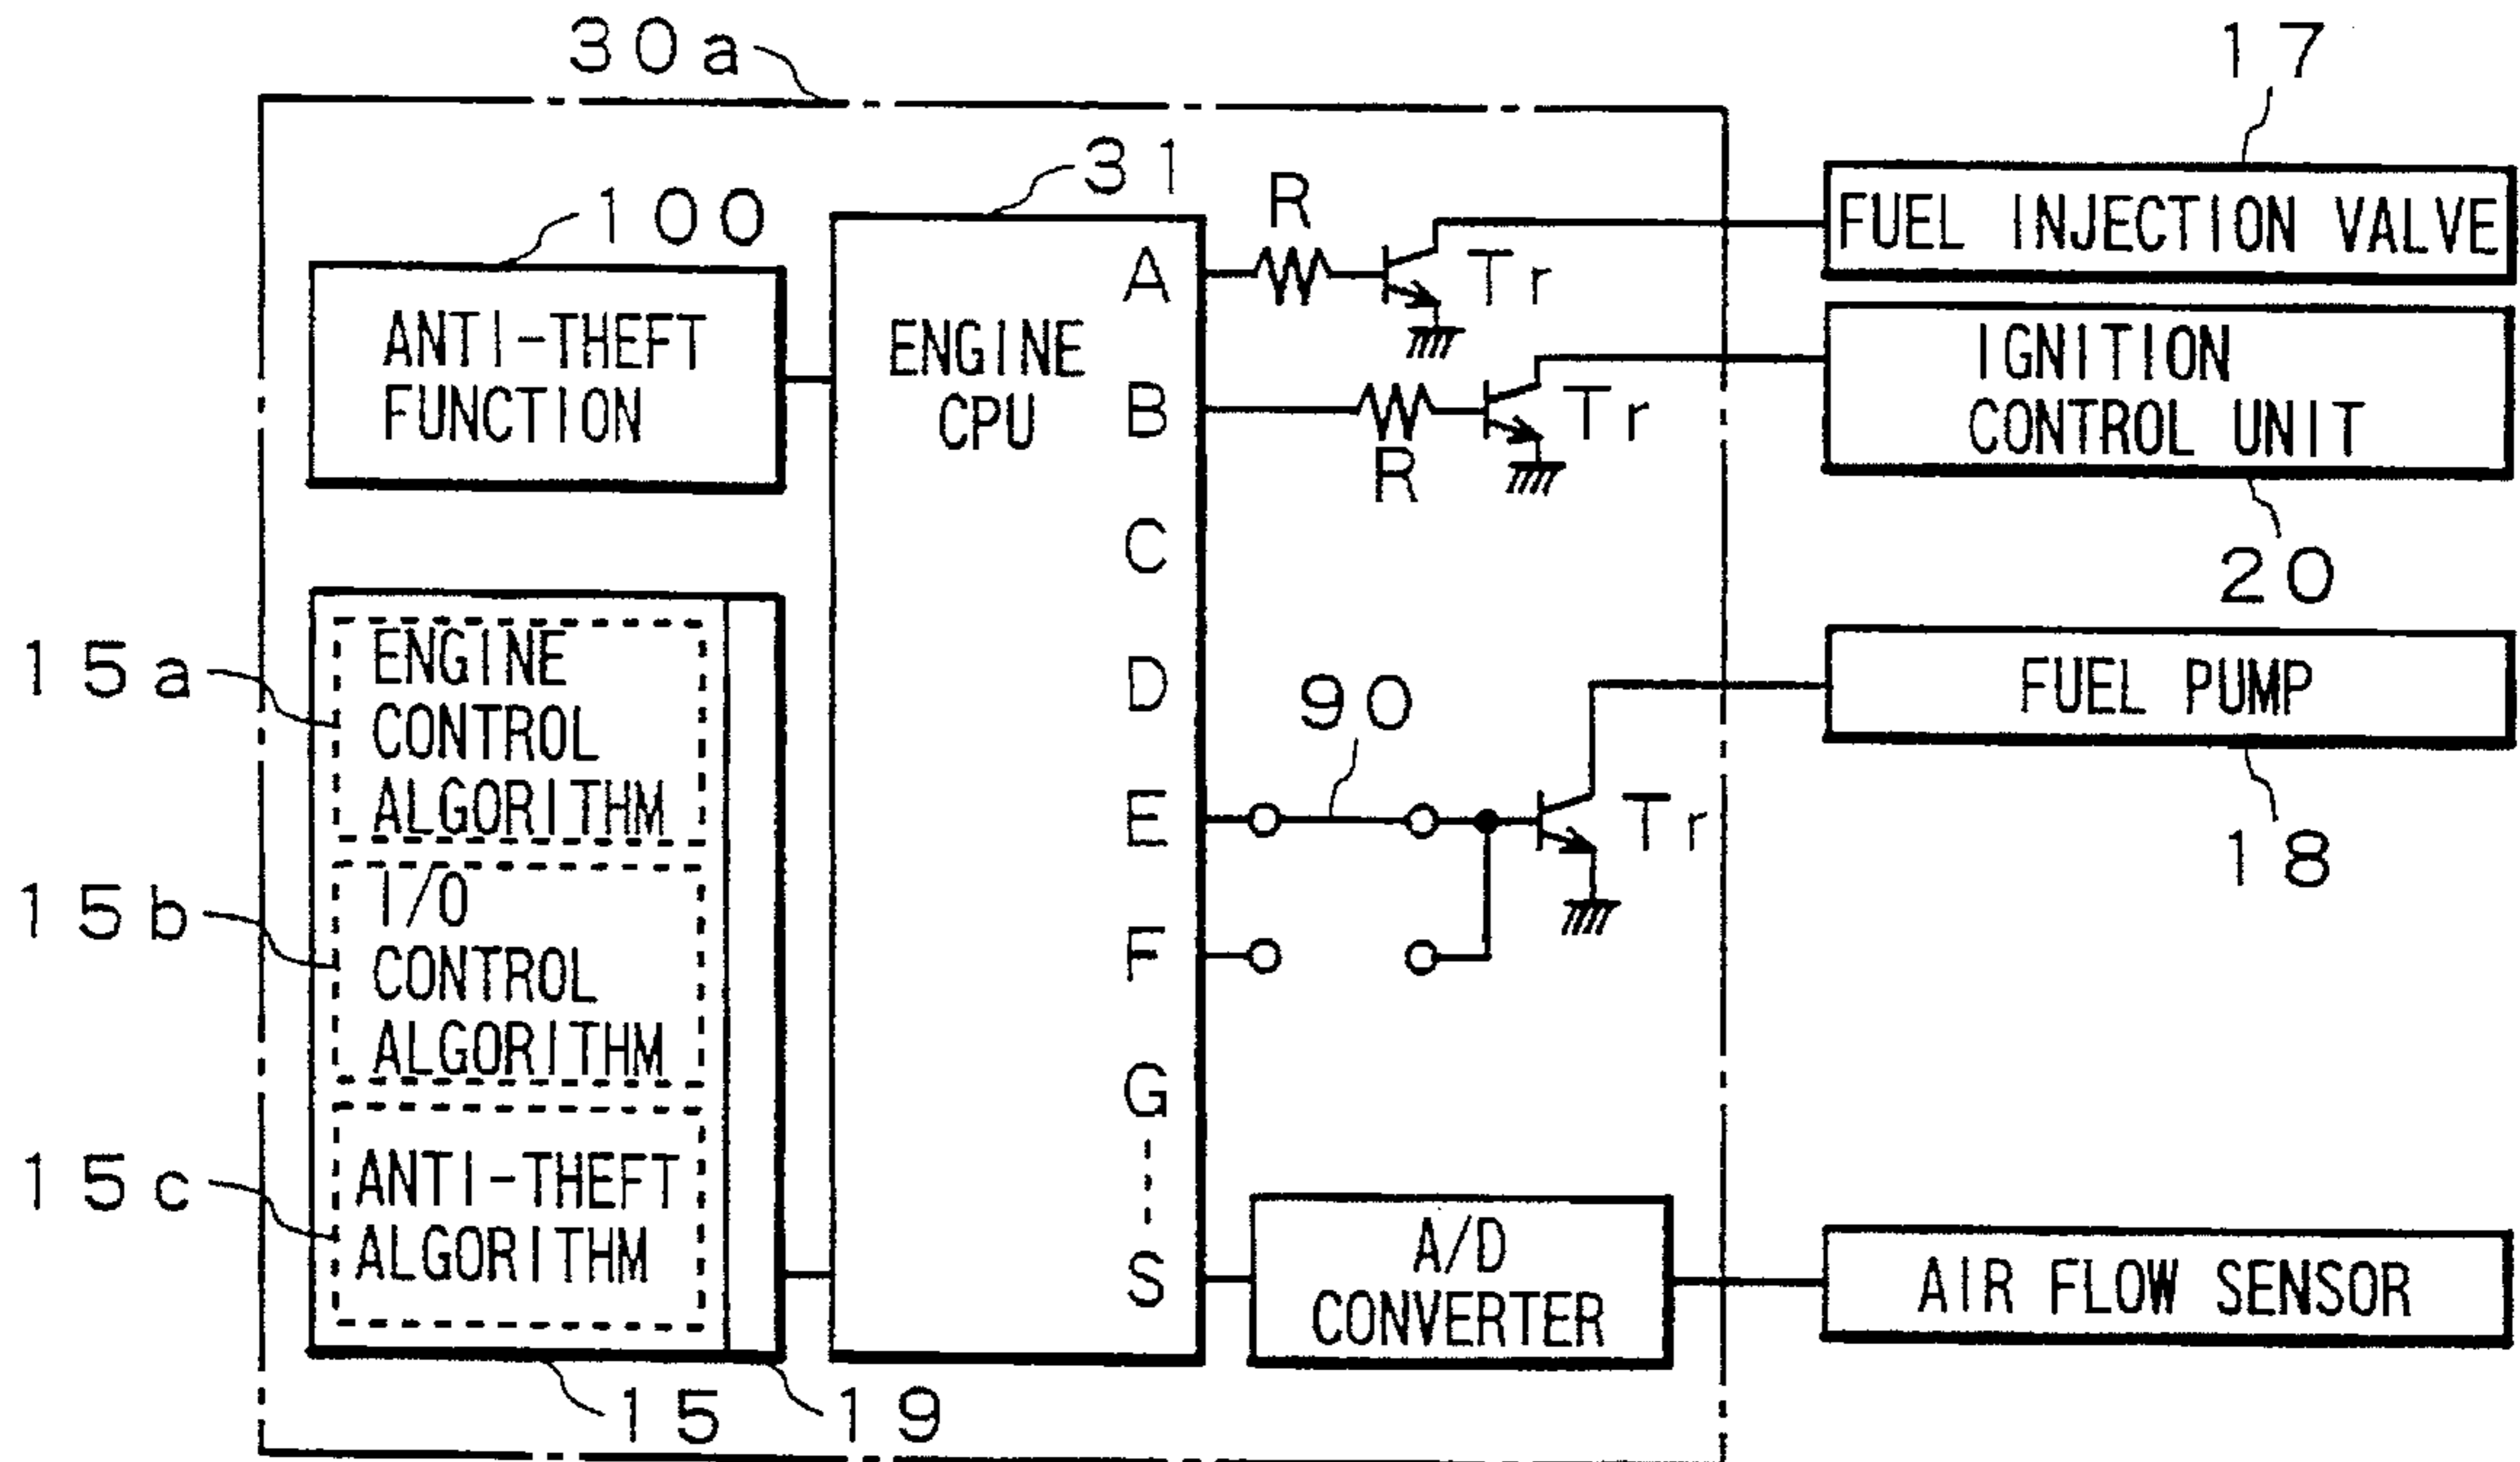 30a
17
31
100
R
FUEL INJECTION VALVE
A
Tr
ANTI-THEFT
FUNCTION
ENGINE
CPU
IGNITION
CONTROL UNIT
B
Tr
R
C
20
15a
ENGINE
CONTROL
ALGORITHM
D
90
FUEL PUMP
E
Tr
18
15b
I/O
CONTROL
ALGORITHM
F
G
15c
ANTI-THEFT
ALGORITHM
S
A/D
CONVERTER
AIR FLOW SENSOR
15
19